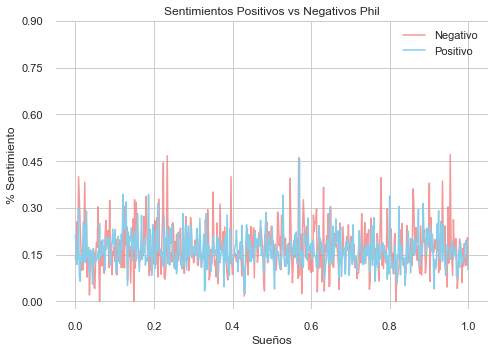 Sentimientos Positivos vs Negativos Phil
0.90
Negativo
Positivo
0.75
0.60
% Sentimiento
0.45
0.30
0.15
0.00
0.0 0.2 0.4 0.6 0.8 1.0
Sueños